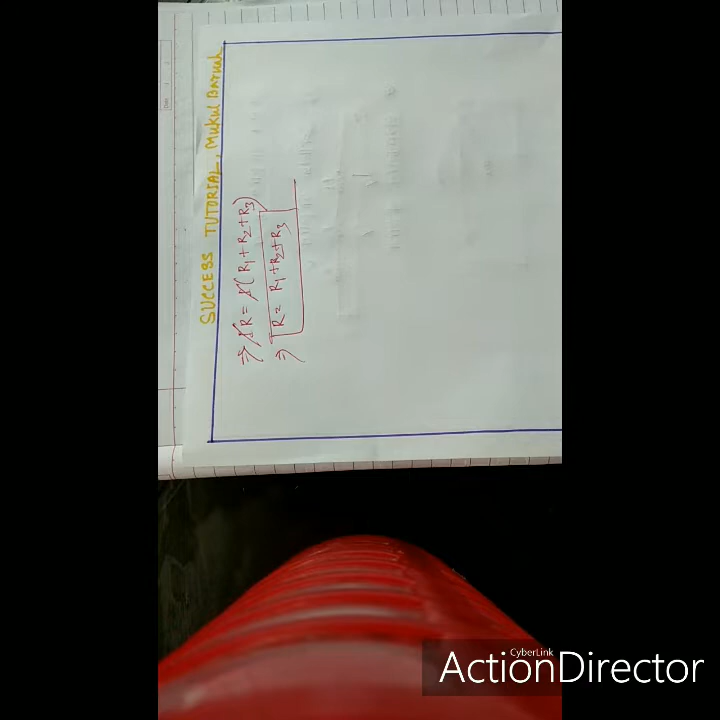 SUCCESS TUTORIAL, Mukul Baruah
⇒ IR = I(R1+R2+R3)
⇒ R = R1+R2+R3
CyberLink
ActionDirector